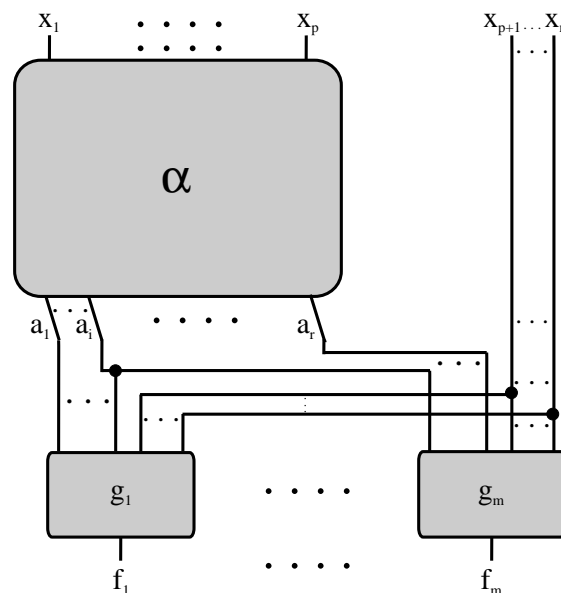 x₁ xₚ xₚ₊₁ x
α
a₁ aᵢ aᵣ
g₁ gₘ
f₁ fₘ